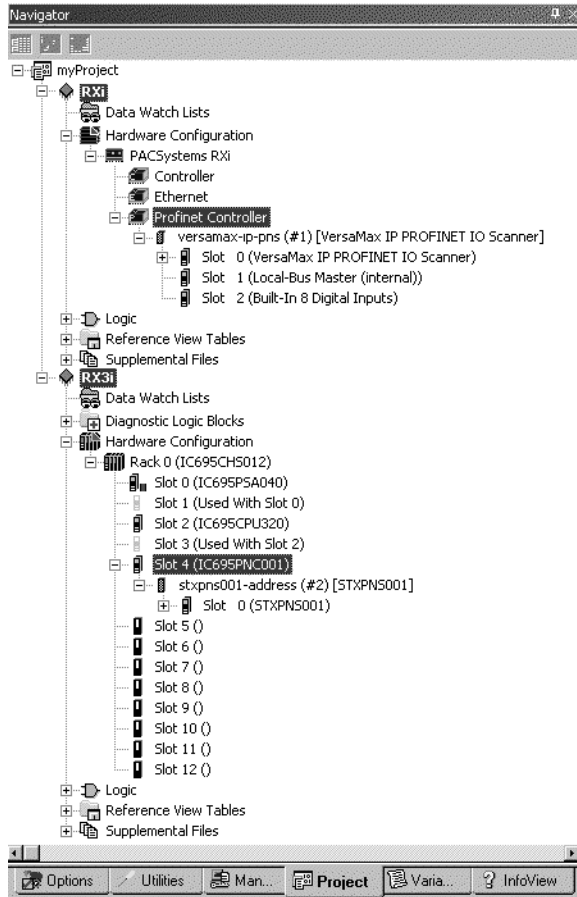 Navigator
myProject
RXi
Data Watch Lists
Hardware Configuration
PACSystems RXi
Controller
Ethernet
Profinet Controller
versamax-ip-pns (#1) [VersaMax IP PROFINET IO Scanner]
Slot 0 (VersaMax IP PROFINET IO Scanner)
Slot 1 (Local-Bus Master (internal))
Slot 2 (Built-In 8 Digital Inputs)
Logic
Reference View Tables
Supplemental Files
RX3i
Data Watch Lists
Diagnostic Logic Blocks
Hardware Configuration
Rack 0 (IC695CHS012)
Slot 0 (IC695PSA040)
Slot 1 (Used With Slot 0)
Slot 2 (IC695CPU320)
Slot 3 (Used With Slot 2)
Slot 4 (IC695PNC001)
stxpns001-address (#2) [STXPNS001]
Slot 0 (STXPNS001)
Slot 5 ()
Slot 6 ()
Slot 7 ()
Slot 8 ()
Slot 9 ()
Slot 10 ()
Slot 11 ()
Slot 12 ()
Logic
Reference View Tables
Supplemental Files
Options Utilities Man... Project Varia... InfoView